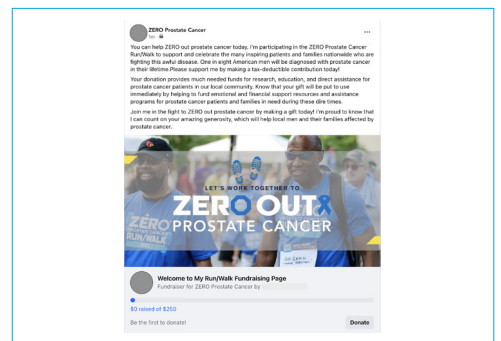 ZERO Prostate Cancer
You can help ZERO out prostate cancer today. I'm participating in the ZERO Prostate Cancer
Run/Walk to support and celebrate the many inspiring patients and families nationwide who are
fighting this awful disease. One in eight American men will be diagnosed with prostate cancer
in their lifetime.Please support me by making a tax-deductible contribution today!
Your donation provides much needed funds for research, education, and direct assistance for
prostate cancer patients in our local community. Know that your gift will be put to use
immediately by helping to fund emotional and financial support resources and assistance
programs for prostate cancer patients and families in need during these dire times.
Join me in the fight to ZERO out prostate cancer by making a gift today! I'm proud to know that
I can count on your amazing generosity, which will help local men and their families affected by
prostate cancer.
LET'S WORK TOGETHER TO
ZERO OUT
PROSTATE CANCER
ZERO
PROSTATE CANCER
RUN/WALK
Welcome to My Run/Walk Fundraising Page
Fundraiser for ZERO Prostate Cancer by
$0 raised of $250
Be the first to donate!
Donate